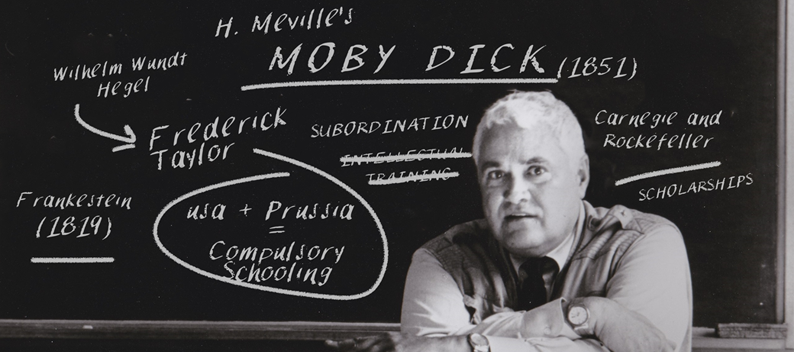 H. Meville's
MOBY DICK (1851)
Wilhelm Wundt
Hegel
Frederick
Taylor
SUBORDINATION
INTELLECTUAL
TRAINING
Carnegie and
Rockefeller
SCHOLARSHIPS
Frankestein
(1819)
usa + Prussia
=
Compulsory
Schooling